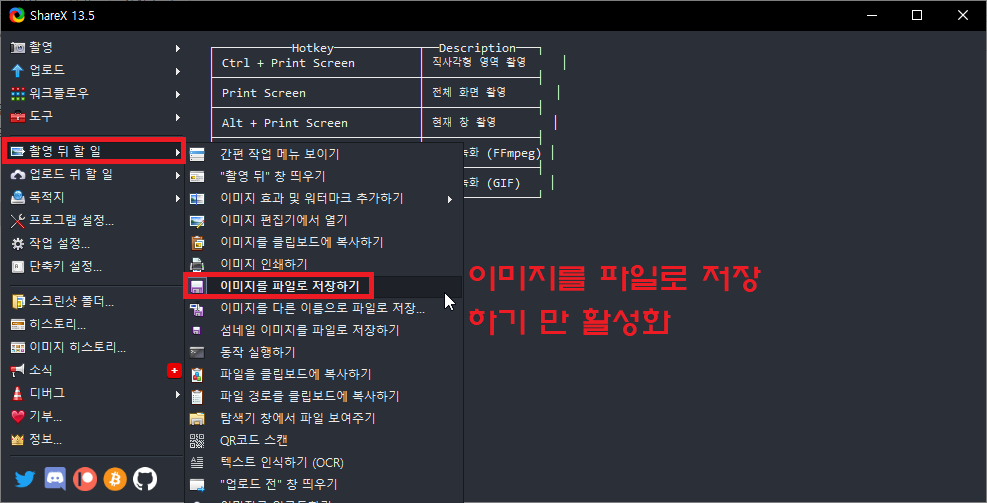 ShareX 13.5
촬영
업로드
워크플로우
도구
촬영 뒤 할 일
업로드 뒤 할 일
목적지
프로그램 설정...
작업 설정...
단축키 설정...
스크린샷 폴더...
히스토리...
이미지 히스토리...
소식
디버그
기부...
정보...
Hotkey Description
Ctrl + Print Screen 직사각형 영역 촬영
Print Screen 전체 화면 촬영
Alt + Print Screen 현재 창 촬영
(FFmpeg)
(GIF)
간편 작업 메뉴 보이기
"촬영 뒤" 창 띄우기
이미지 효과 및 워터마크 추가하기
이미지 편집기에서 열기
이미지를 클립보드에 복사하기
이미지 인쇄하기
이미지를 파일로 저장하기
이미지를 다른 이름으로 파일로 저장...
섬네일 이미지를 파일로 저장하기
동작 실행하기
파일을 클립보드에 복사하기
파일 경로를 클립보드에 복사하기
탐색기 창에서 파일 보여주기
QR코드 스캔
텍스트 인식하기 (OCR)
"업로드 전" 창 띄우기
이미지를 파일로 저장
하기 만 활성화